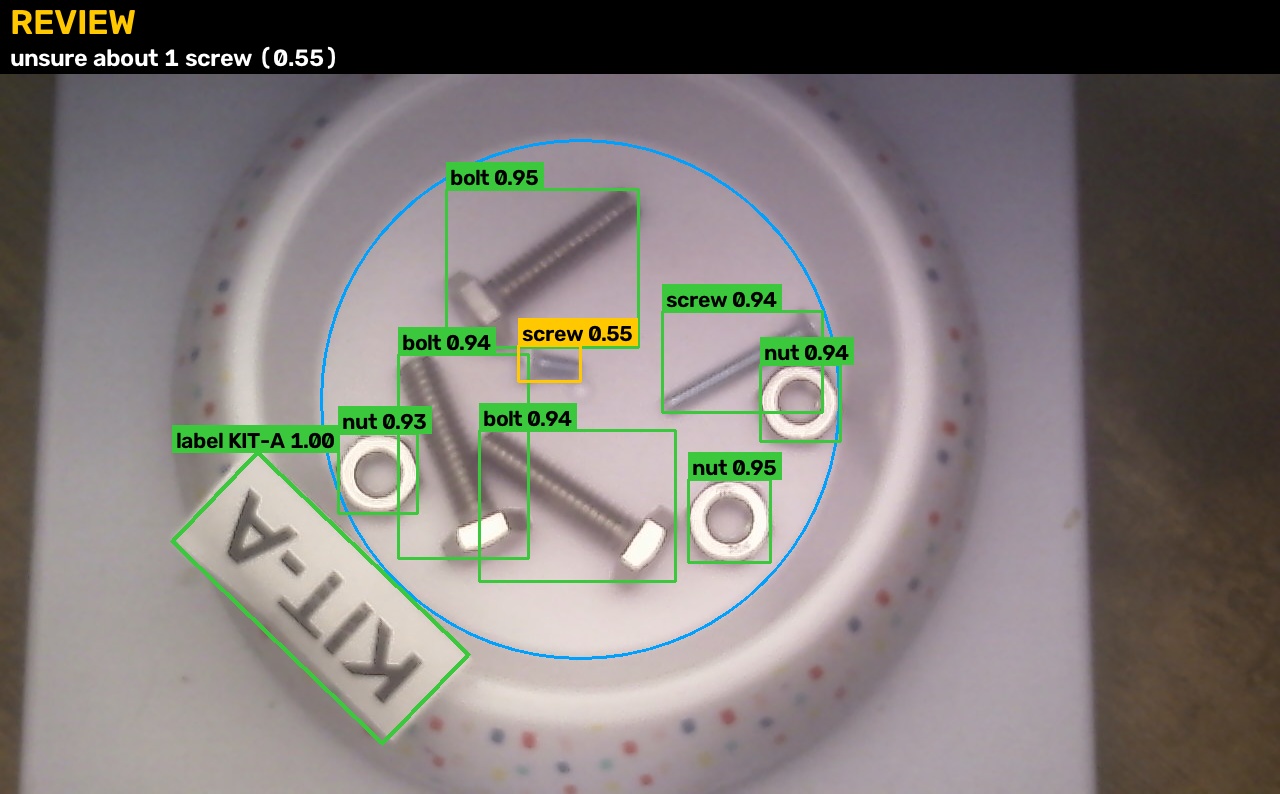 REVIEW
unsure about 1 screw (0.55)
bolt 0.95
screw 0.94
screw 0.55
bolt 0.94
nut 0.94
bolt 0.94
nut 0.93
label KIT-A 1.00
nut 0.95
KIT-A